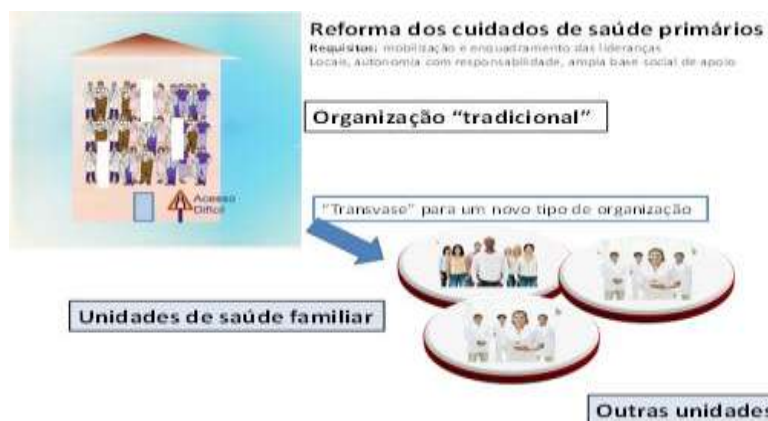 Reforma dos cuidados de saúde primários
Requisitos: mobilização e enquadramento das lideranças
Locais, autonomia com responsabilidade, ampla base social de apoio
Organização “tradicional”
Acesso
Difícil
“Transvase” para um novo tipo de organização
Unidades de saúde familiar
Outras unidades